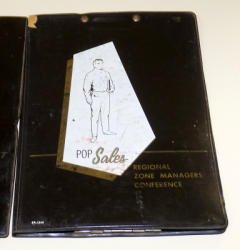 POP Sales
REGIONAL
ZONE MANAGERS
CONFERENCE